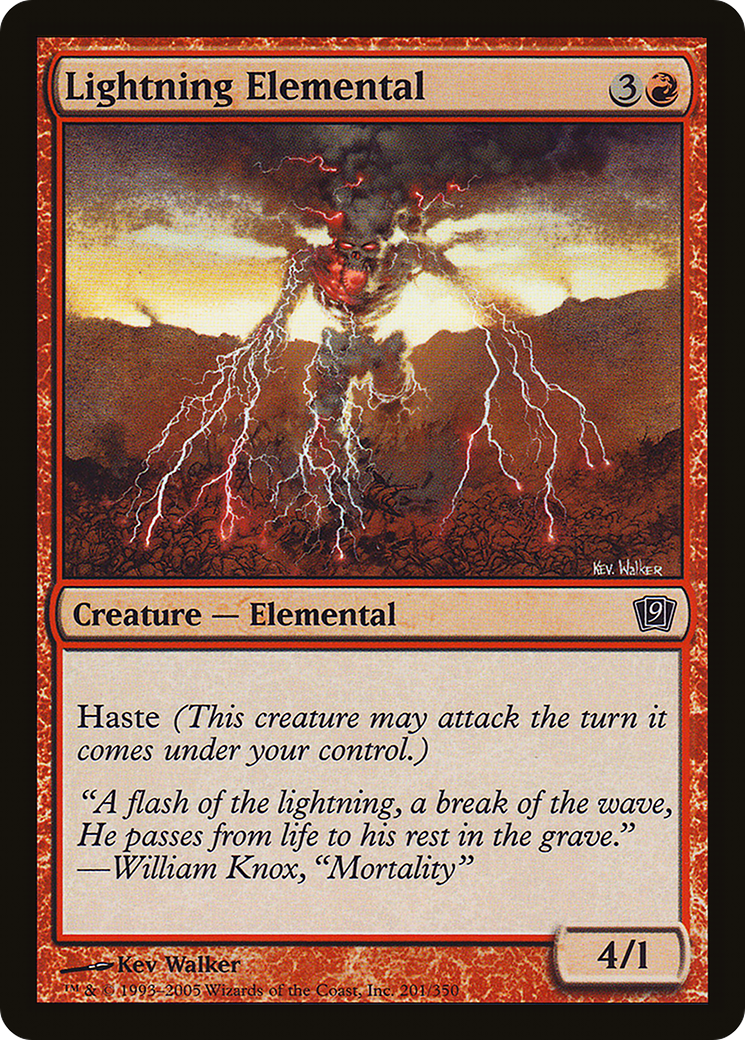 Lightning Elemental
3
KEV. WALKER
Creature — Elemental
9
Haste (This creature may attack the turn it
comes under your control.)
“A flash of the lightning, a break of the wave,
He passes from life to his rest in the grave.”
—William Knox, “Mortality”
4/1
Kev Walker
™ & © 1993–2005 Wizards of the Coast, Inc. 201/350